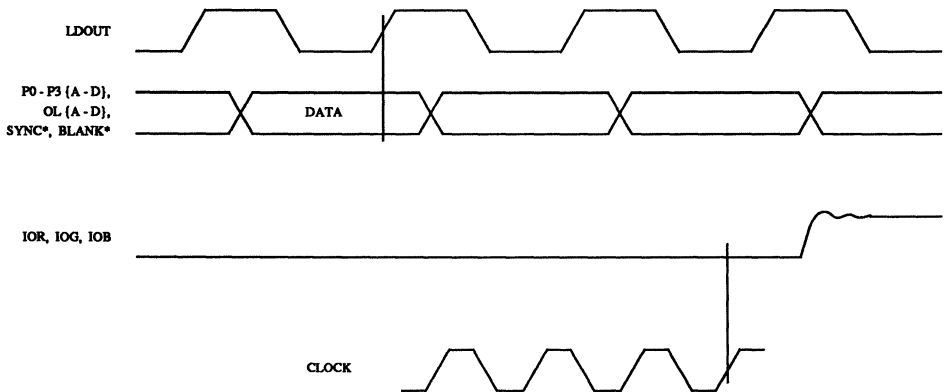 LDOUT
P0 - P3 {A - D},
OL {A - D},
SYNC*, BLANK*
DATA
IOR, IOG, IOB
CLOCK